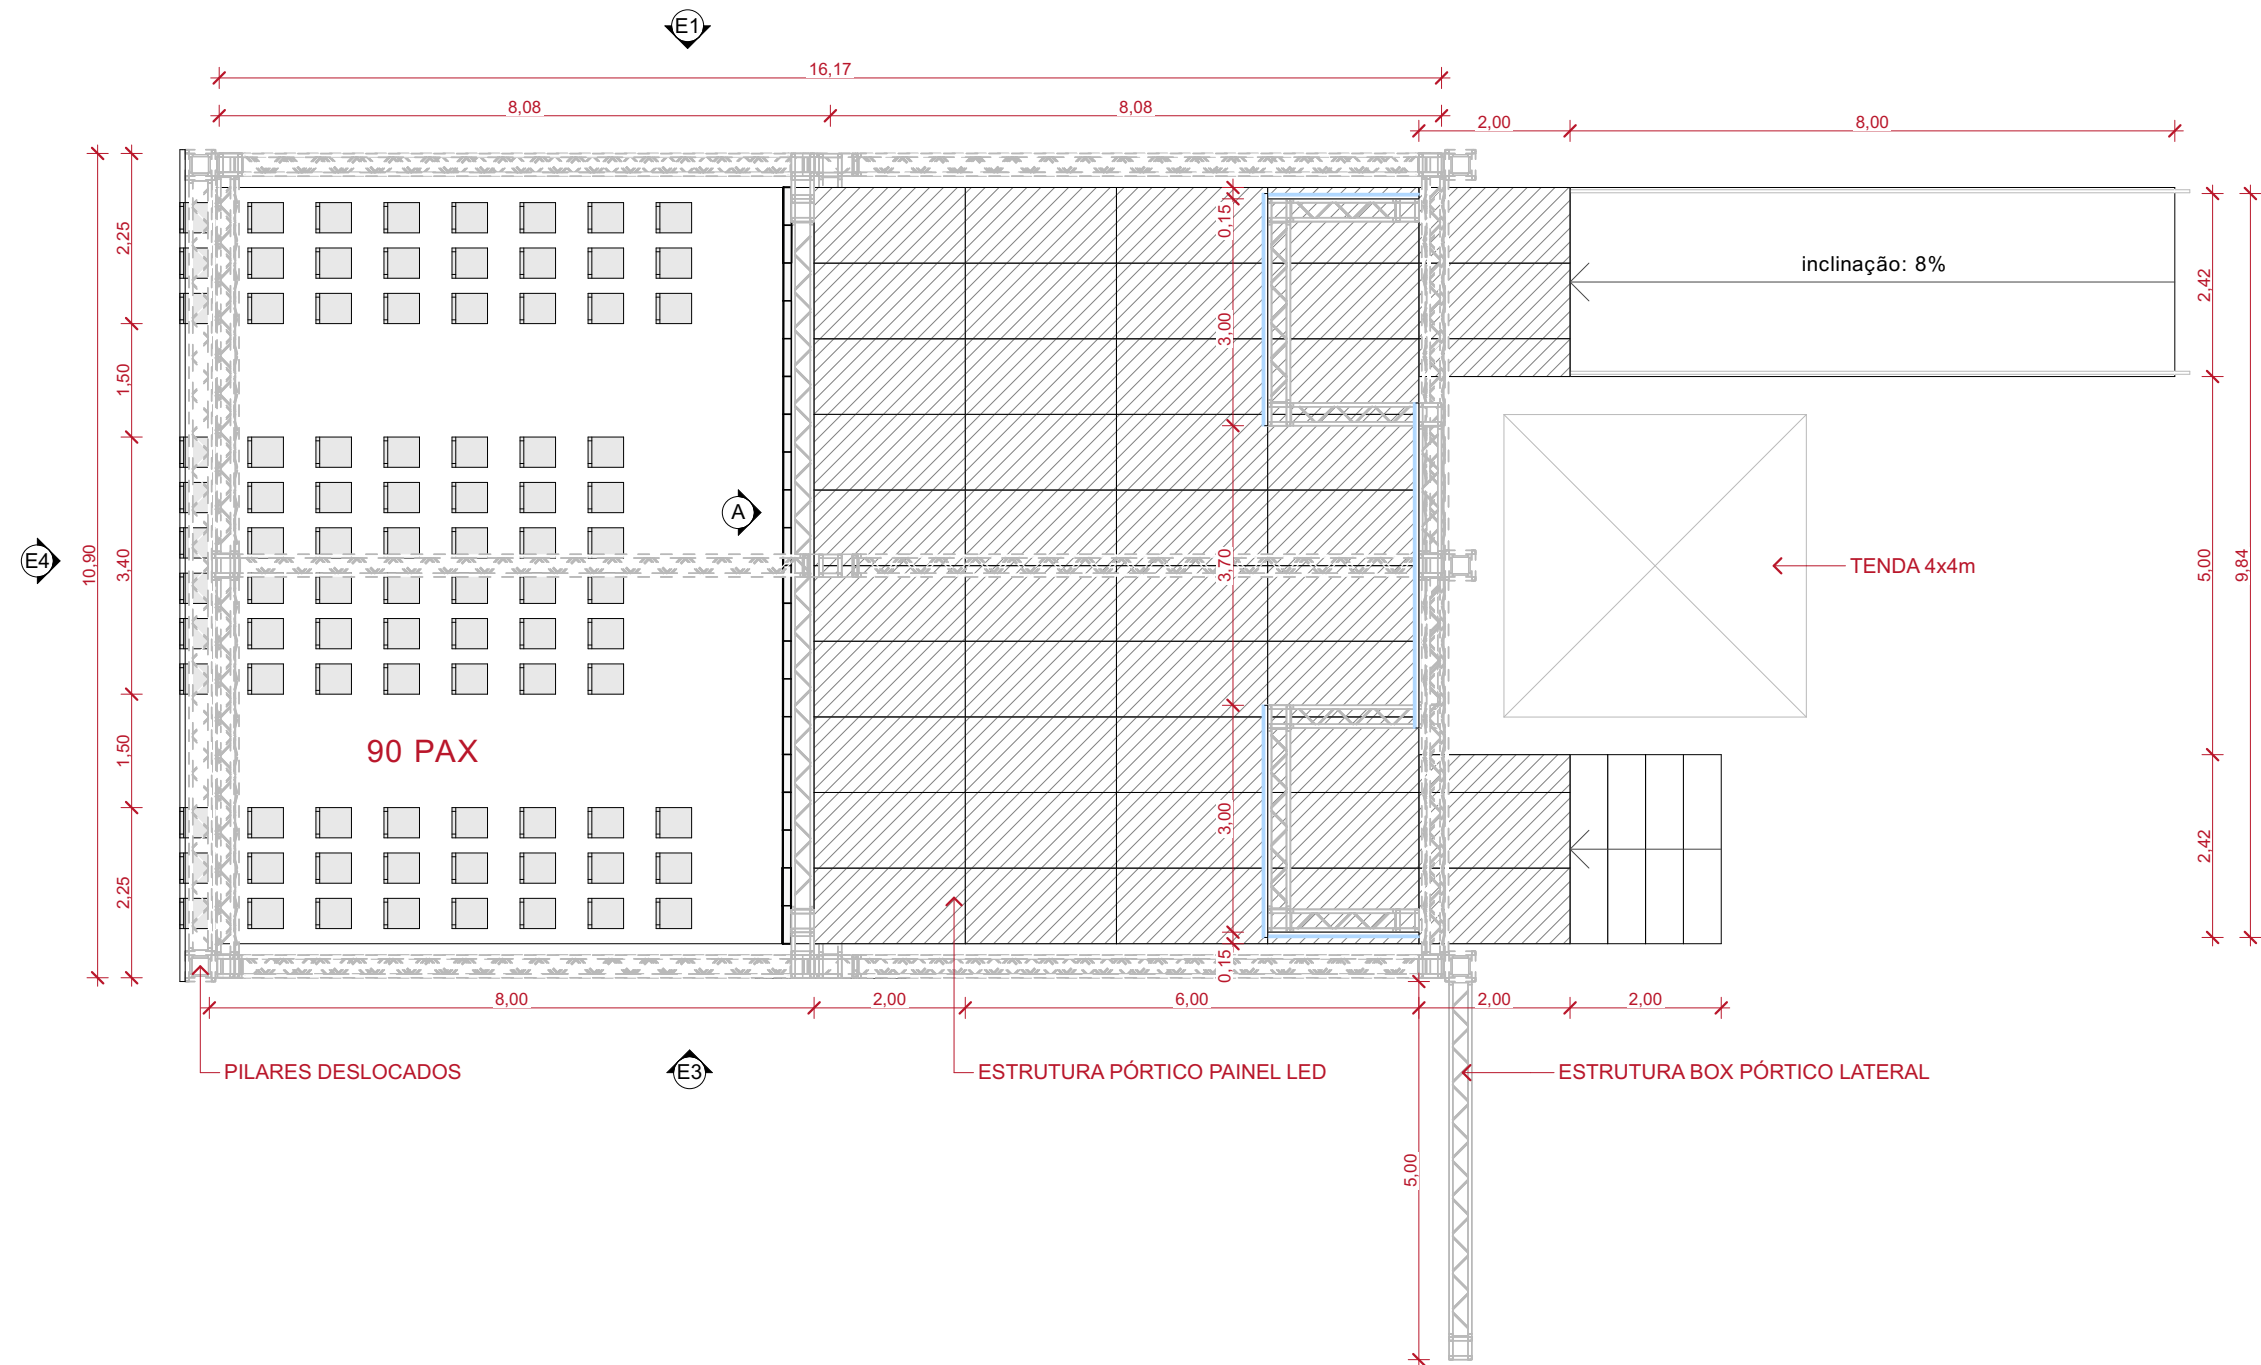 E1
16,17
8,08
8,08
2,00
8,00
2,25
0,15
inclinação: 8%
2,42
3,00
1,50
A
E4
10,90
3,40
3,70
TENDA 4x4m
5,00
9,84
1,50
90 PAX
3,00
2,42
2,25
0,15
8,00
2,00
6,00
2,00
2,00
PILARES DESLOCADOS
E3
ESTRUTURA PÓRTICO PAINEL LED
ESTRUTURA BOX PÓRTICO LATERAL
5,00